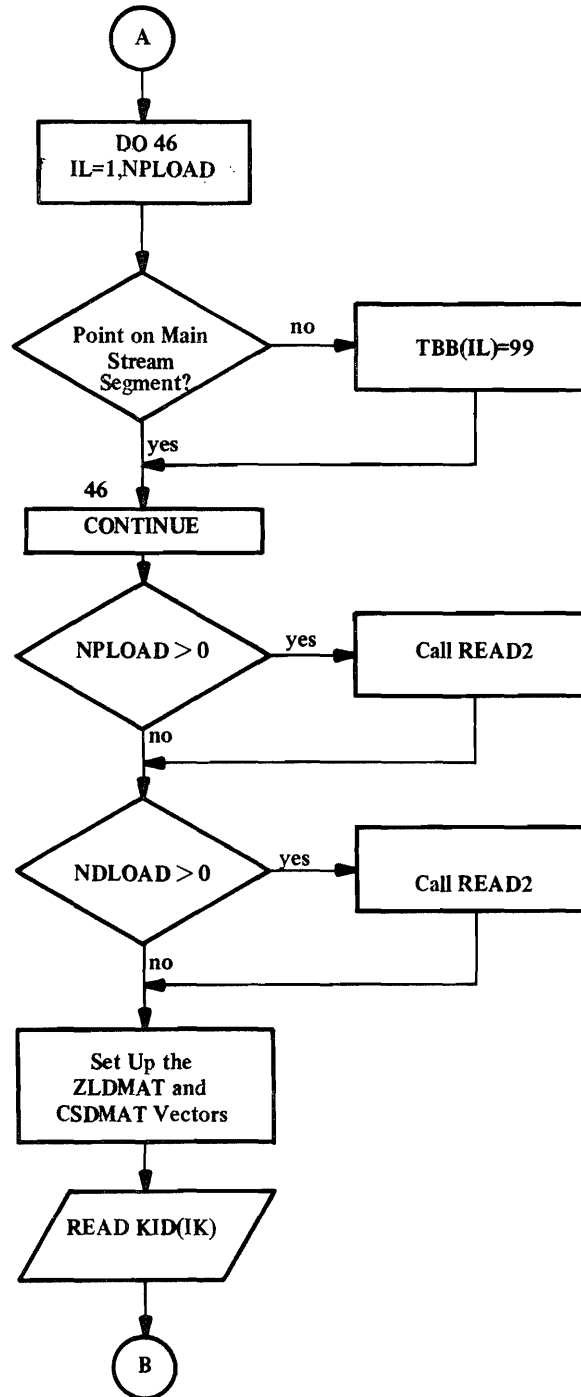 A
DO 46
IL=1,NPLOAD
Point on Main
Stream
Segment?
no
TBB(IL)=99
yes
46
CONTINUE
NPLOAD > 0
yes
Call READ2
no
NDLOAD > 0
yes
Call READ2
no
Set Up the
ZLDMAT and
CSDMAT Vectors
READ KID(IK)
B